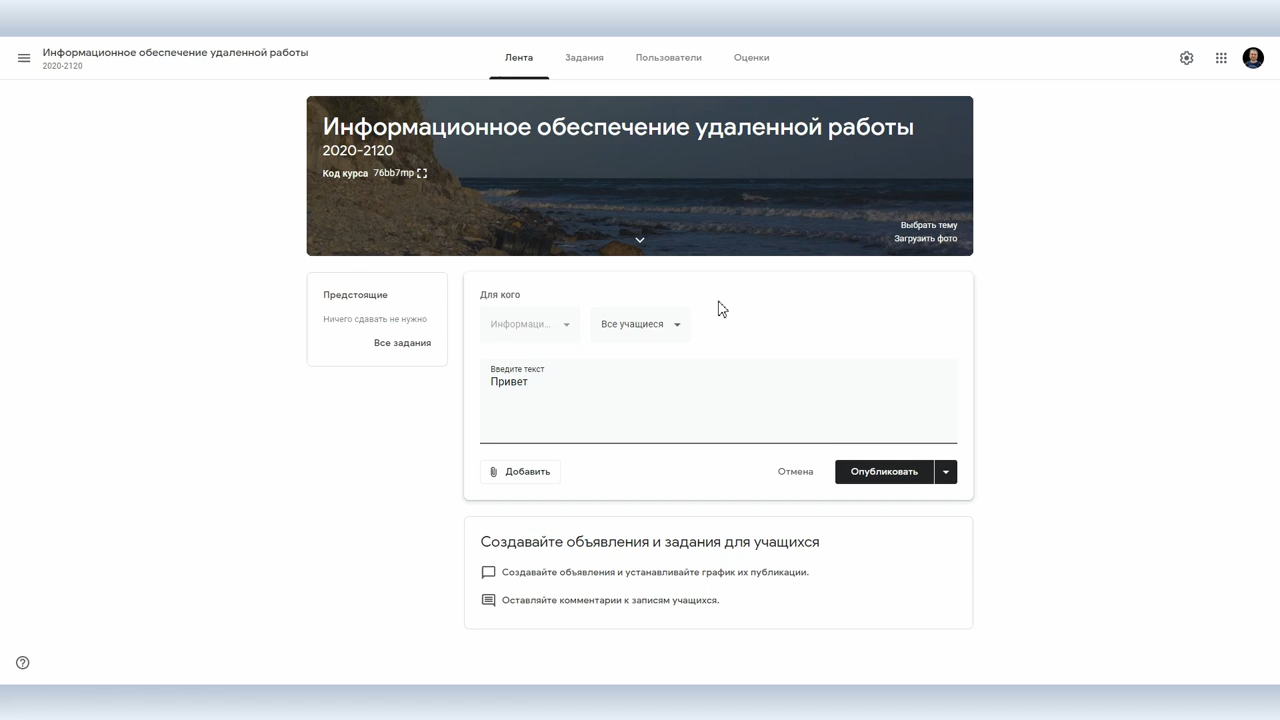 Информационное обеспечение удаленной работы
2020-2120
Лента
Задания
Пользователи
Оценки
Информационное обеспечение удаленной работы
2020-2120
Код курса 76bb7mp
Выбрать тему
Загрузить фото
Предстоящие
Ничего сдавать не нужно
Все задания
Для кого
Информаци...
Все учащиеся
Введите текст
Привет
Добавить
Отмена
Опубликовать
Создавайте объявления и задания для учащихся
Создавайте объявления и устанавливайте график их публикации.
Оставляйте комментарии к записям учащихся.